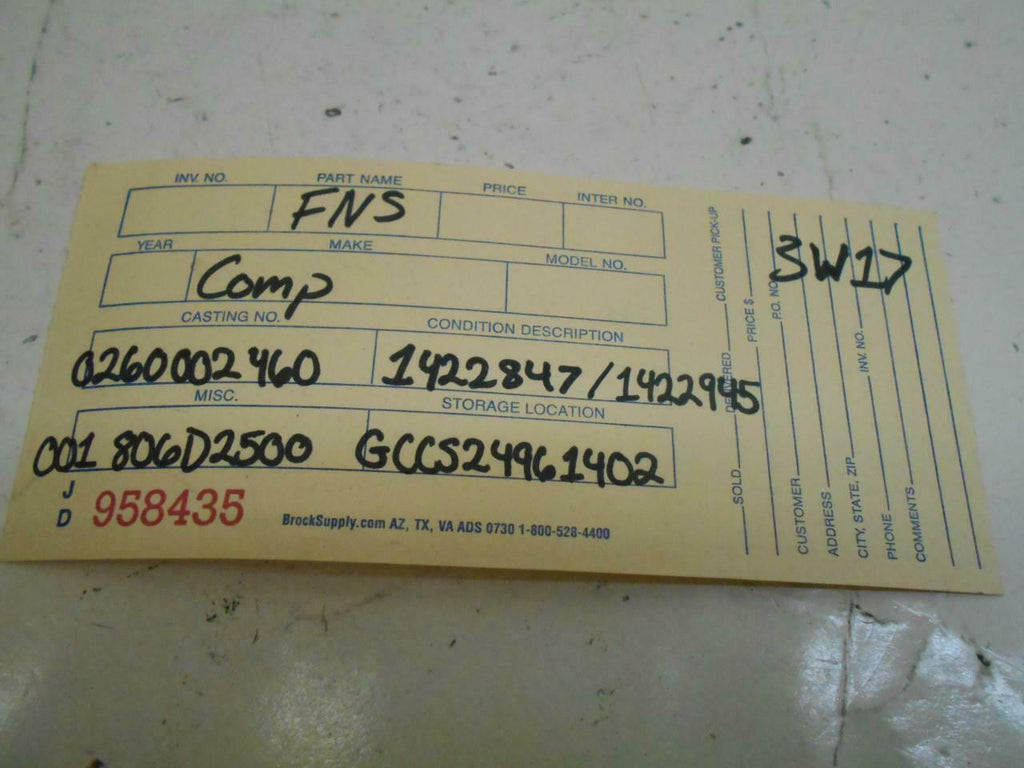 INV. NO. PART NAME PRICE INTER NO.
FNS
YEAR MAKE MODEL NO.
Comp
CASTING NO. CONDITION DESCRIPTION
0260002460 1422847/1422945
MISC. STORAGE LOCATION
001 806D2500 GCCS24961402
J
D 958435
BrockSupply.com AZ, TX, VA ADS 0730 1-800-528-4400
3W17
SOLD DELIVERED CUSTOMER PICK-UP
PRICE $
P.O. NO.
CUSTOMER
ADDRESS
CITY, STATE, ZIP INV. NO.
PHONE
COMMENTS